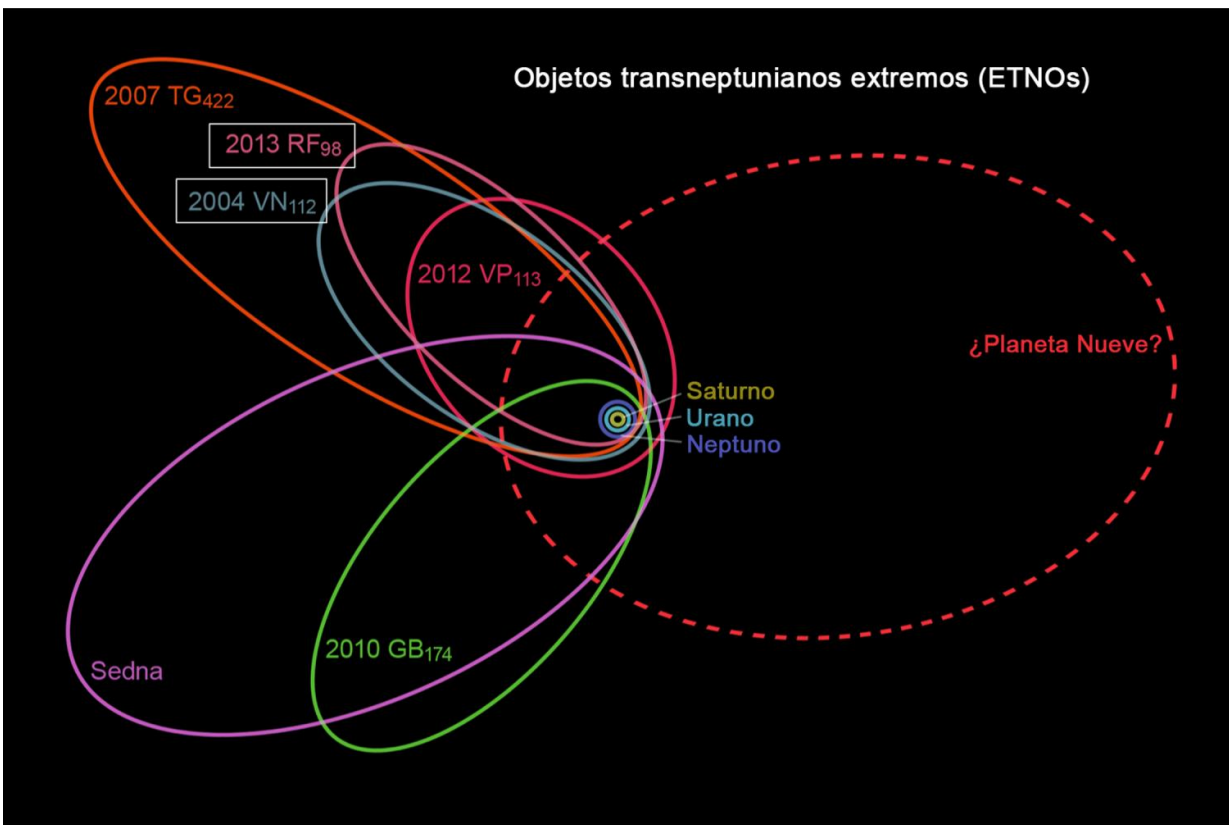 Objetos transneptunianos extremos (ETNOs)
2007 TG422
2013 RF98
2004 VN112
2012 VP113
¿Planeta Nueve?
Saturno
Urano
Neptuno
2010 GB174
Sedna